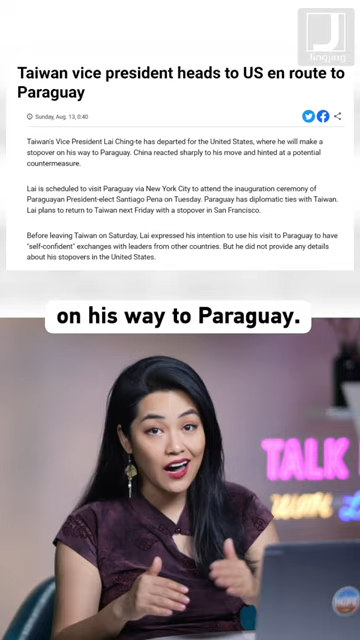 J
jingjing
Taiwan vice president heads to US en route to
Paraguay
Sunday, Aug. 13, 0:40
Taiwan's Vice President Lai Ching-te has departed for the United States, where he will make a
stopover on his way to Paraguay. China reacted sharply to his move and hinted at a potential
countermeasure.
Lai is scheduled to visit Paraguay via New York City to attend the inauguration ceremony of
Paraguayan President-elect Santiago Pena on Tuesday. Paraguay has diplomatic ties with Taiwan.
Lai plans to return to Taiwan next Friday with a stopover in San Francisco.
Before leaving Taiwan on Saturday, Lai expressed his intention to use his visit to Paraguay to have
"self-confident" exchanges with leaders from other countries. But he did not provide any details
about his stopovers in the United States.
on his way to Paraguay.
TALK
WITH